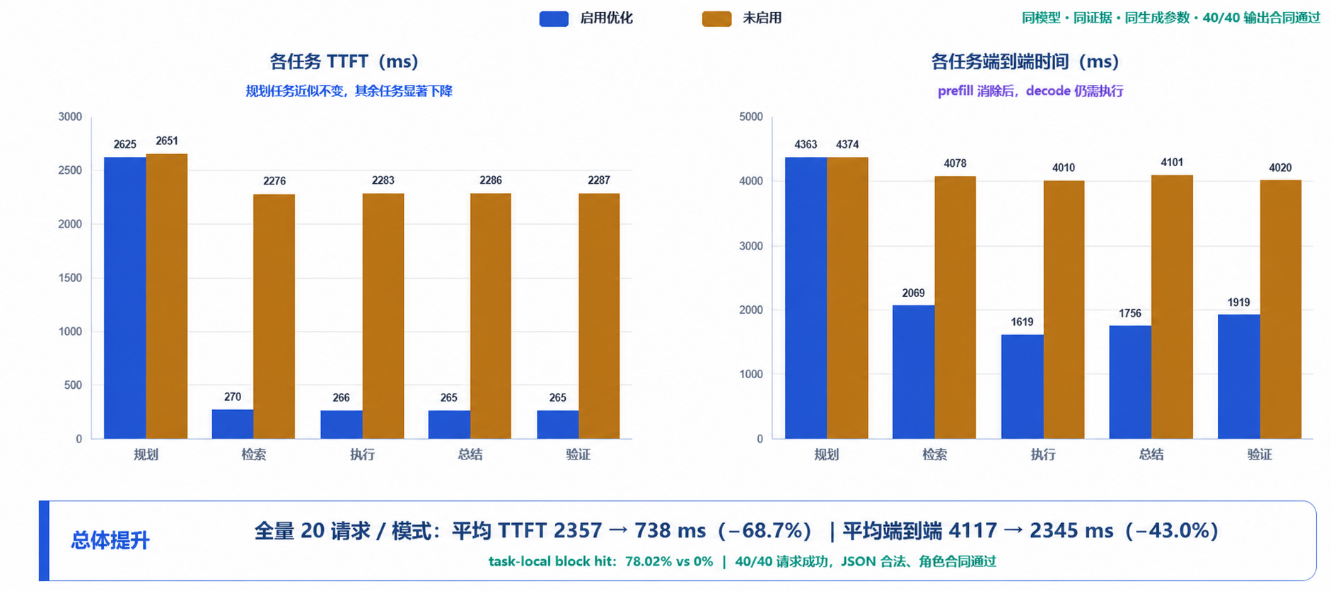 启用优化
未启用
同模型・同证据・同生成参数・40/40 输出合同通过
各任务 TTFT（ms）
规划任务近似不变，其余任务显著下降
3000
2500
2000
1500
1000
500
0
2625
2651
270
2276
266
2283
265
2286
265
2287
规划
检索
执行
总结
验证
各任务端到端时间（ms）
prefill 消除后，decode 仍需执行
5000
4000
3000
2000
1000
0
4363
4374
2069
4078
1619
4010
1756
4101
1919
4020
规划
检索
执行
总结
验证
总体提升
全量 20 请求 / 模式：平均 TTFT 2357 → 738 ms（−68.7%）｜平均端到端 4117 → 2345 ms（−43.0%）
task-local block hit：78.02% vs 0% ｜ 40/40 请求成功，JSON 合法、角色合同通过